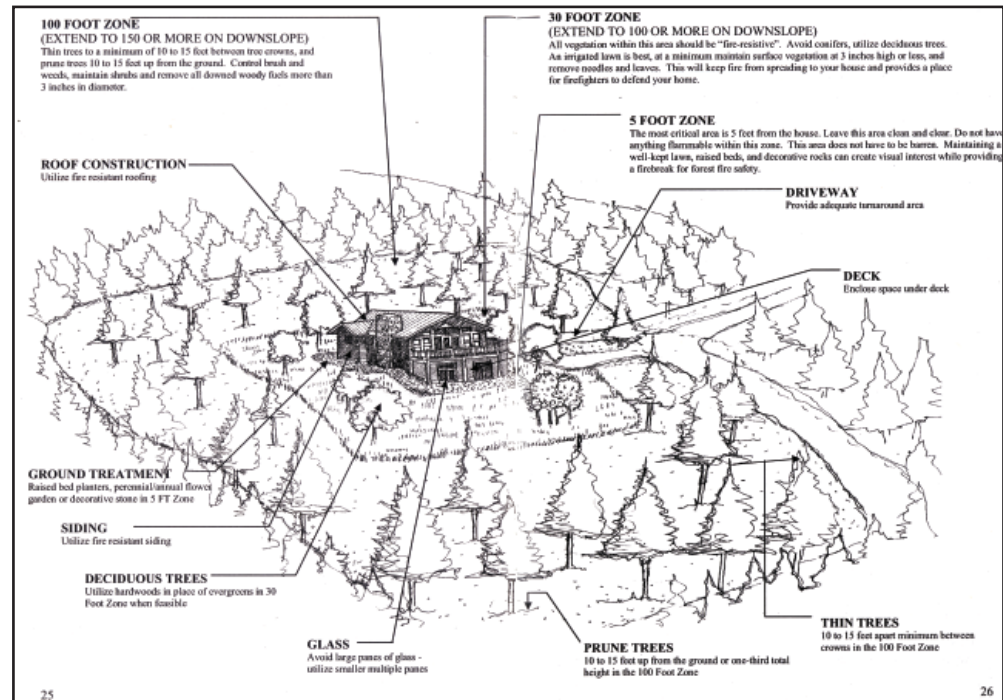 100 FOOT ZONE
(EXTEND TO 150 OR MORE ON DOWNSLOPE)
Thin trees to a minimum of 10 to 15 feet between tree crowns, and
prune trees 10 to 15 feet up from the ground. Control brush and
weeds, maintain shrubs and remove all downed woody fuels more than
3 inches in diameter.
30 FOOT ZONE
(EXTEND TO 100 OR MORE ON DOWNSLOPE)
All vegetation within this area should be "fire-resistive". Avoid conifers, utilize deciduous trees.
An irrigated lawn is best, at a minimum maintain surface vegetation at 3 inches high or less, and
remove needles and leaves. This will keep fire from spreading to your house and provides a place
for firefighters to defend your home.
5 FOOT ZONE
The most critical area is 5 feet from the house. Leave this area clean and clear. Do not have
anything flammable within this zone. This area does not have to be barren. Maintaining a
well-kept lawn, raised beds, and decorative rocks can create visual interest while providing
a firebreak for forest fire safety.
ROOF CONSTRUCTION
Utilize fire resistant roofing
DRIVEWAY
Provide adequate turnaround area
DECK
Enclose space under deck
GROUND TREATMENT
Raised bed planters, perennial/annual flower
garden or decorative stone in 5 FT Zone
SIDING
Utilize fire resistant siding
DECIDUOUS TREES
Utilize hardwoods in place of evergreens in 30
Foot Zone when feasible
GLASS
Avoid large panes of glass -
utilize smaller multiple panes
PRUNE TREES
10 to 15 feet up from the ground or one-third total
height in the 100 Foot Zone
THIN TREES
10 to 15 feet apart minimum between
crowns in the 100 Foot Zone
25
26